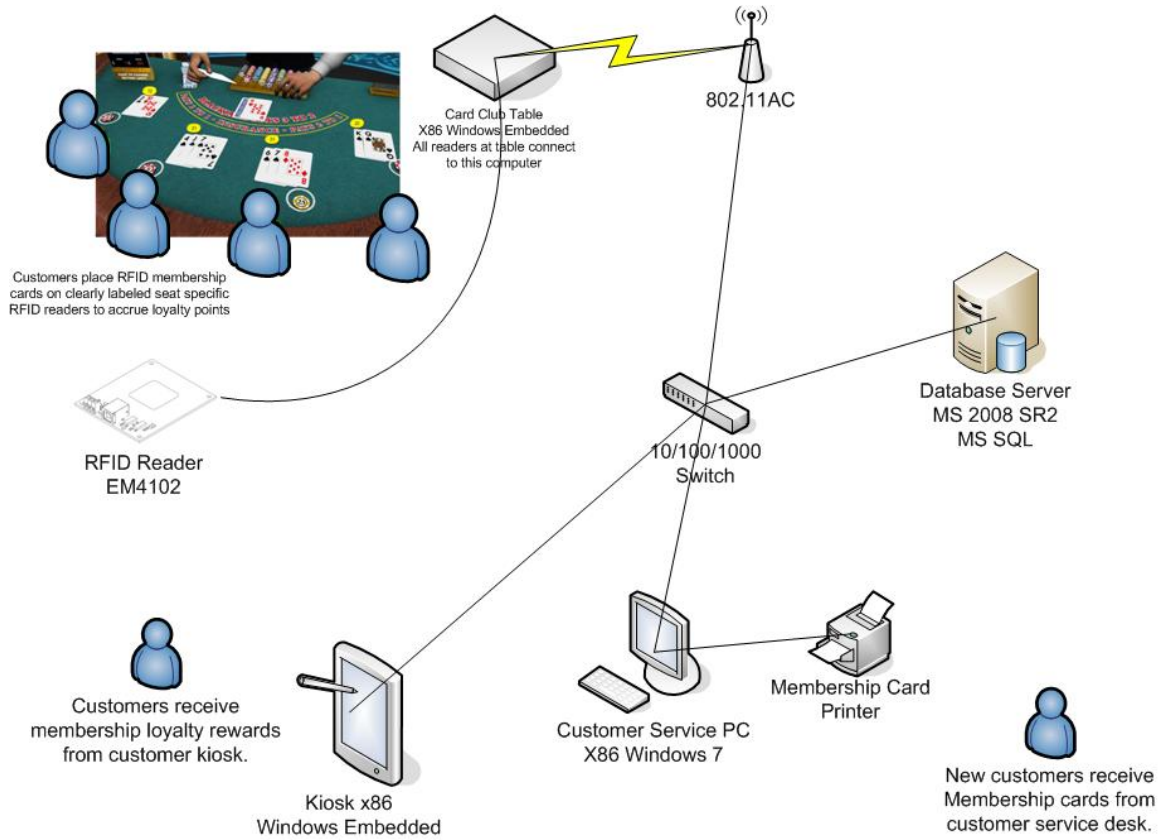 Card Club Table
X86 Windows Embedded
All readers at table connect
to this computer
802.11AC
INSURANCE
Customers place RFID membership
cards on clearly labeled seat specific
RFID readers to accrue loyalty points
RFID Reader
EM4102
Database Server
MS 2008 SR2
MS SQL
10/100/1000
Switch
Customers receive
membership loyalty rewards
from customer kiosk.
Kiosk x86
Windows Embedded
Customer Service PC
X86 Windows 7
Membership Card
Printer
New customers receive
Membership cards from
customer service desk.